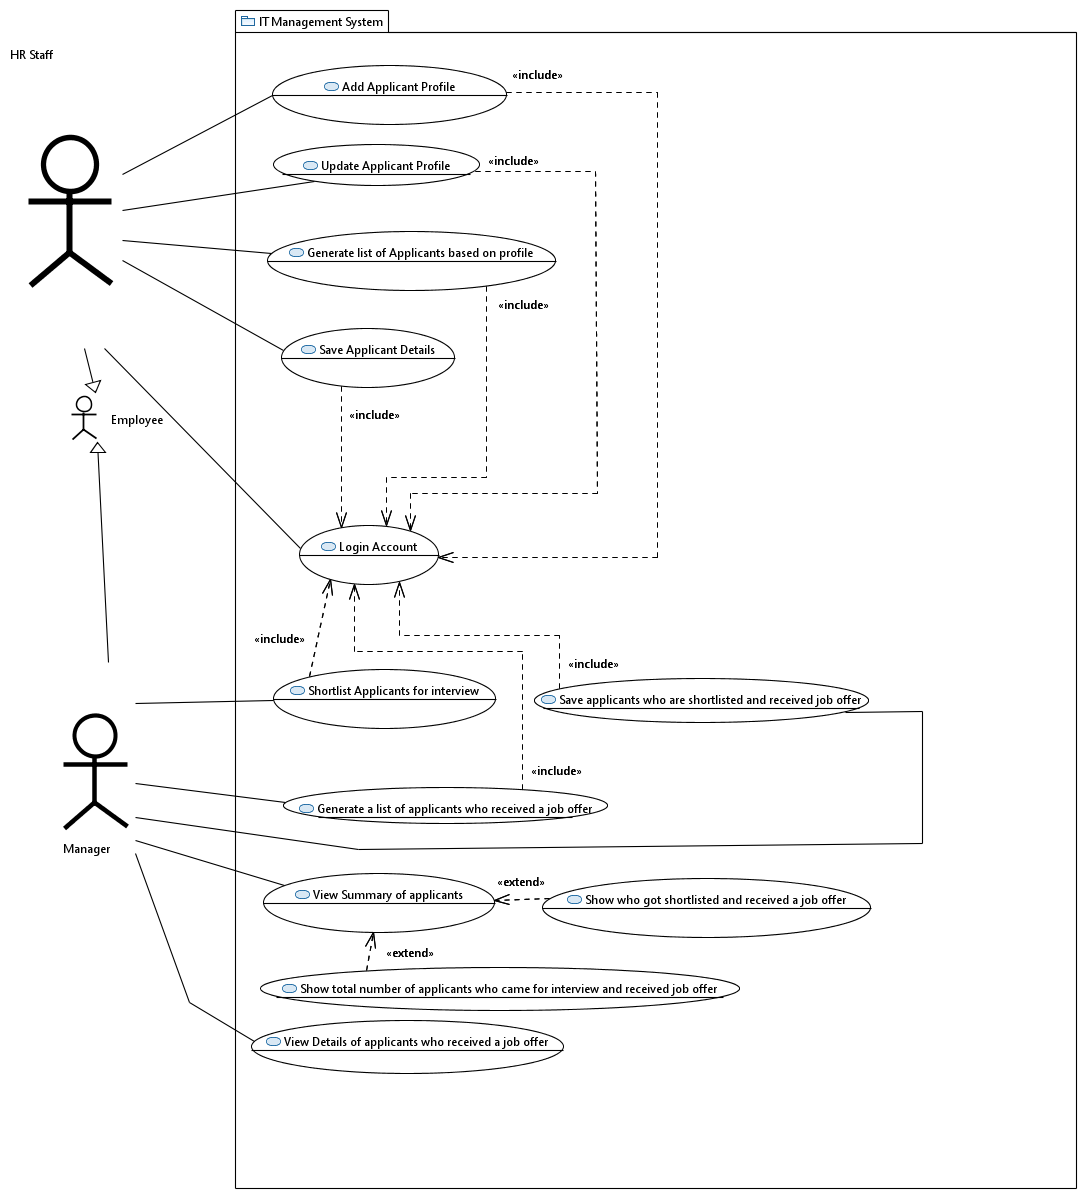 IT Management System
HR Staff
«include»
Add Applicant Profile
«include»
Update Applicant Profile
Generate list of Applicants based on profile
«include»
Save Applicant Details
«include»
Employee
Login Account
«include»
«include»
Shortlist Applicants for interview
Save applicants who are shortlisted and received job offer
«include»
Generate a list of applicants who received a job offer
Manager
«extend»
View Summary of applicants
Show who got shortlisted and received a job offer
«extend»
Show total number of applicants who came for interview and received job offer
View Details of applicants who received a job offer